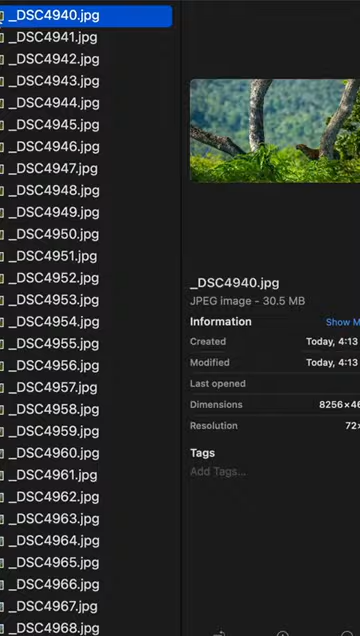 _DSC4940.jpg
_DSC4941.jpg
_DSC4942.jpg
_DSC4943.jpg
_DSC4944.jpg
_DSC4945.jpg
_DSC4946.jpg
_DSC4947.jpg
_DSC4948.jpg
_DSC4949.jpg
_DSC4950.jpg
_DSC4951.jpg
_DSC4952.jpg
_DSC4953.jpg
_DSC4954.jpg
_DSC4955.jpg
_DSC4956.jpg
_DSC4957.jpg
_DSC4958.jpg
_DSC4959.jpg
_DSC4960.jpg
_DSC4961.jpg
_DSC4962.jpg
_DSC4963.jpg
_DSC4964.jpg
_DSC4965.jpg
_DSC4966.jpg
_DSC4967.jpg
_DSC4968.jpg
_DSC4940.jpg
JPEG image - 30.5 MB
Information Show M
Created Today, 4:13
Modified Today, 4:13
Last opened
Dimensions 8256×46
Resolution 72×
Tags
Add Tags...